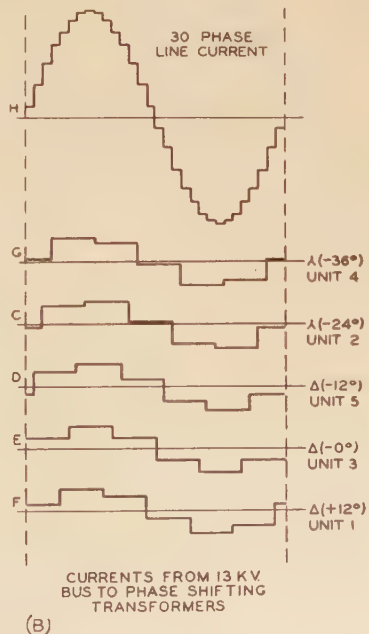 30 PHASE
LINE CURRENT
H
G
⅄(-36°)
UNIT 4
C
⅄(-24°)
UNIT 2
D
Δ(-12°)
UNIT 5
E
Δ(-0°)
UNIT 3
F
Δ(+12°)
UNIT 1
CURRENTS FROM 13 KV.
BUS TO PHASE SHIFTING
TRANSFORMERS
(B)